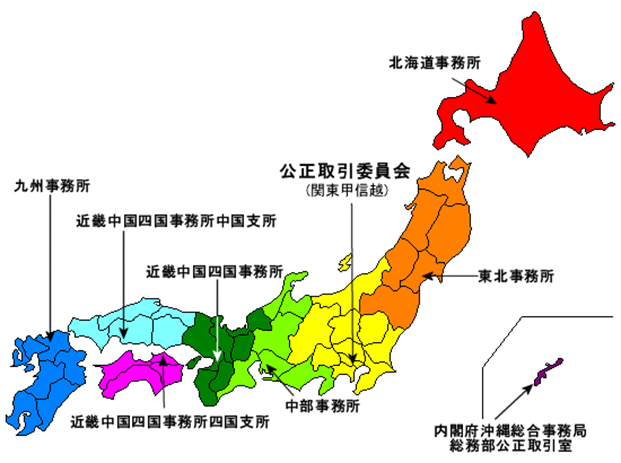 北海道事務所
公正取引委員会
(関東甲信越)
九州事務所
近畿中国四国事務所中国支所
近畿中国四国事務所
東北事務所
中部事務所
近畿中国四国事務所四国支所
内閣府沖縄総合事務局
総務部公正取引室